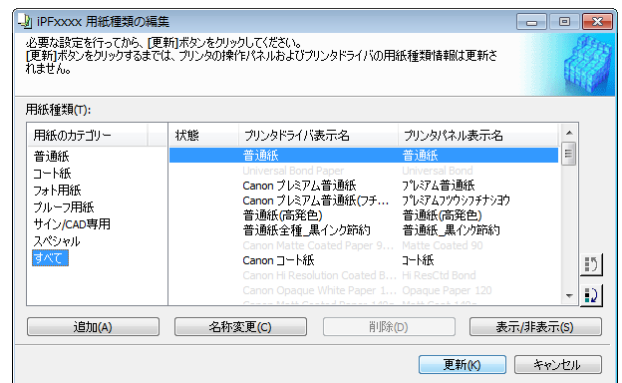 iPFxxxx 用紙種類の編集
必要な設定を行ってから、[更新]ボタンをクリックしてください。
[更新]ボタンをクリックするまでは、プリンタの操作パネルおよびプリンタドライバの用紙種類情報は更新さ
れません。
用紙種類(T):
用紙のカテゴリー 状態 プリンタドライバ表示名 プリンタパネル表示名
普通紙 普通紙 普通紙
コート紙 Universal Bond Paper Universal Bond
フォト用紙 Canon プレミアム普通紙 プレミアム普通紙
プルーフ用紙 Canon プレミアム普通紙(フチ... プレミアムフツウシフチナショウ
サイン/CAD専用 普通紙(高発色) 普通紙(高発色)
スペシャル 普通紙全種_黒インク節約 普通紙_黒インク節約
すべて Canon Matte Coated Paper 9... Matte Coated 90
Canon コート紙 コート紙
Canon Hi Resolution Coated B... Hi ResCtd Bond
Canon Opaque White Paper 1... Opaque Paper 120
追加(A) 名称変更(C) 削除(D) 表示/非表示(S)
更新(K) キャンセル